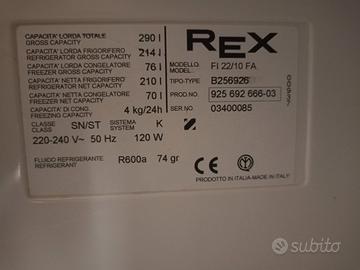 CAPACITA' LORDA TOTALE
GROSS CAPACITY 290 l
CAPACITA' LORDA FRIGORIFERO
REFRIGERATOR GROSS CAPACITY 214 l
CAPACITA' LORDA CONGELATORE
FREEZER GROSS CAPACITY 76 l
CAPACITA' NETTA FRIGORIFERO
REFRIGERATOR NET CAPACITY 210 l
CAPACITA' NETTA CONGELATORE
FREEZER NET CAPACITY 70 l
POTERE
FREEZING CAPACITY 4 kg/24h
CLASSE
CLASS SN/ST SISTEMA
SYSTEM K
220-240 V~ 50 Hz 120 W
FLUIDO REFRIGERANTE
REFRIGERANT R600a 74 gr
REX
MODELLO
MODEL FI 22/10 FA
TIPO-TYPE B256926
PROD NO 925 692 666-03
SER NO 03400085
CE
PRODOTTO IN ITALIA-MADE IN ITALY
subito